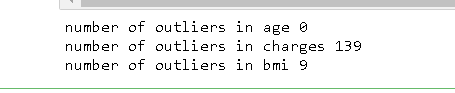 number of outliers in age 0
number of outliers in charges 139
number of outliers in bmi 9